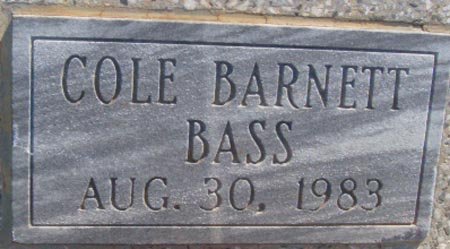 COLE BARNETT
BASS
AUG. 30, 1983